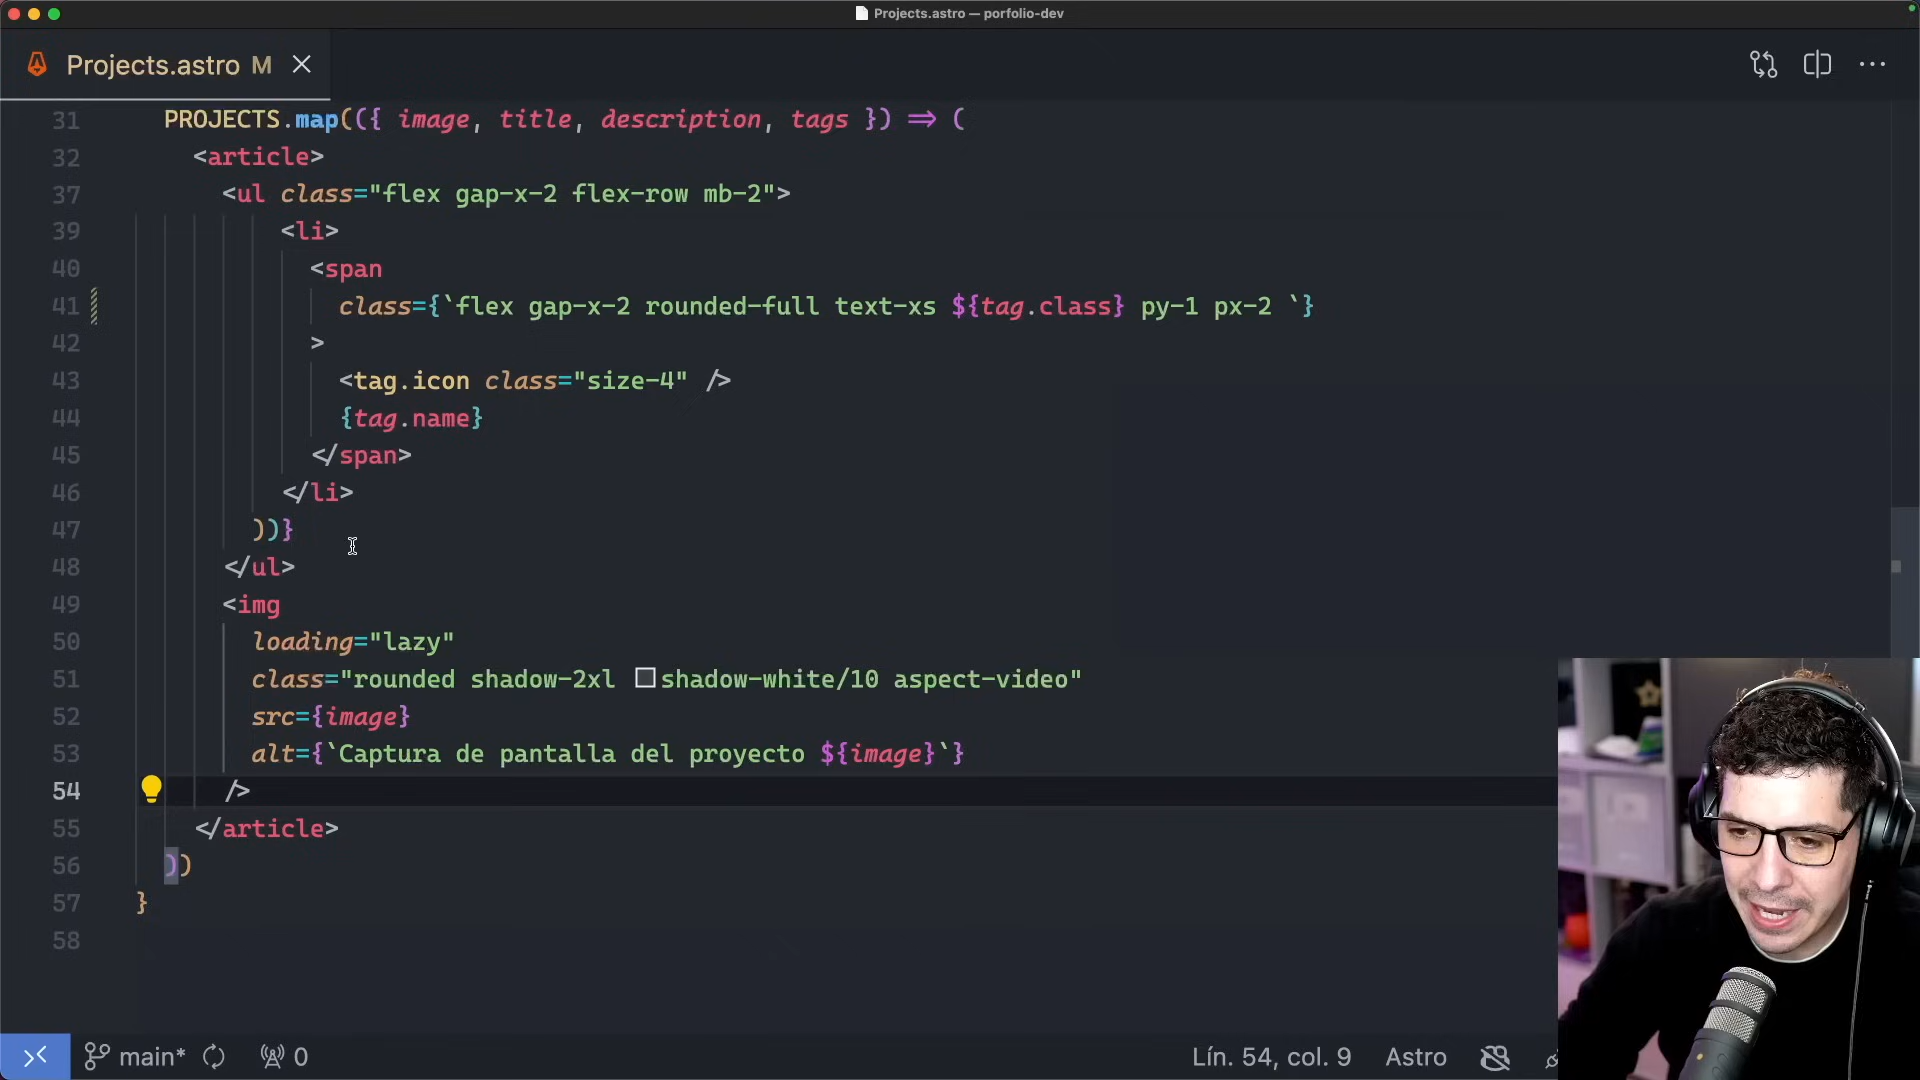 Projects.astro — porfolio-dev
Projects.astro M
31 PROJECTS.map(({ image, title, description, tags }) => (
32 <article>
37 <ul class="flex gap-x-2 flex-row mb-2">
39 <li>
40 <span
41 class={`flex gap-x-2 rounded-full text-xs ${tag.class} py-1 px-2 `}
42 >
43 <tag.icon class="size-4" />
44 {tag.name}
45 </span>
46 </li>
47 ))}
48 </ul>
49 <img
50 loading="lazy"
51 class="rounded shadow-2xl shadow-white/10 aspect-video"
52 src={image}
53 alt={`Captura de pantalla del proyecto ${image}`}
54 />
55 </article>
56 ))
57 }
58
main* 0 Lín. 54, col. 9 Astro